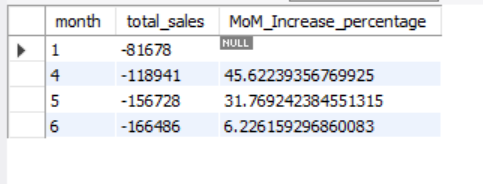 month total_sales MoM_Increase_percentage
1 -81678 NULL
4 -118941 45.62239356769925
5 -156728 31.769242384551315
6 -166486 6.226159296860083